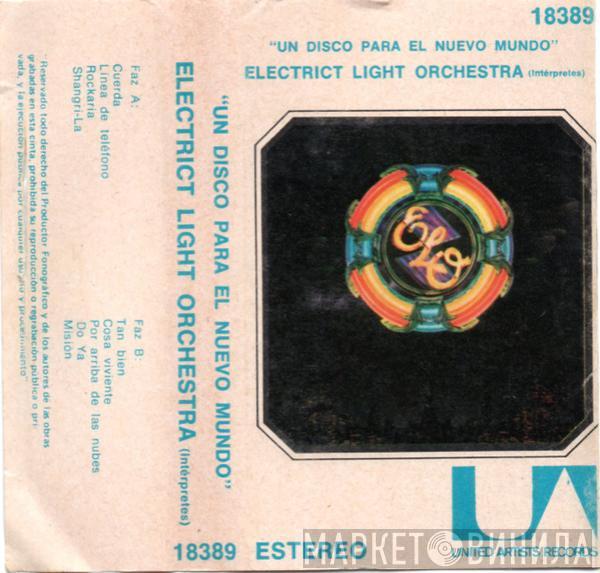 18389
"UN DISCO PARA EL NUEVO MUNDO"
ELECTRICT LIGHT ORCHESTRA (Intérpretes)
ELO
UA
UNITED ARTISTS RECORDS
"UN DISCO PARA EL NUEVO MUNDO"
ELECTRICT LIGHT ORCHESTRA (Intérpretes)
18389 ESTEREO
Faz A:
Cuerda
Línea de teléfono
Rockaria
Shangri-La
Faz B:
Tan bien
Cosa viviente
Por arriba de las nubes
Do Ya
Misión
"Reservado todo derecho del Productor Fonográfico y de los autores de las obras
grabadas en esta cinta, prohibida su reproducción o regrabación pública o pri-
vada, y la ejecución pública por cualquier uso y procedimiento"
МАРКЕТ ВИНИЛА